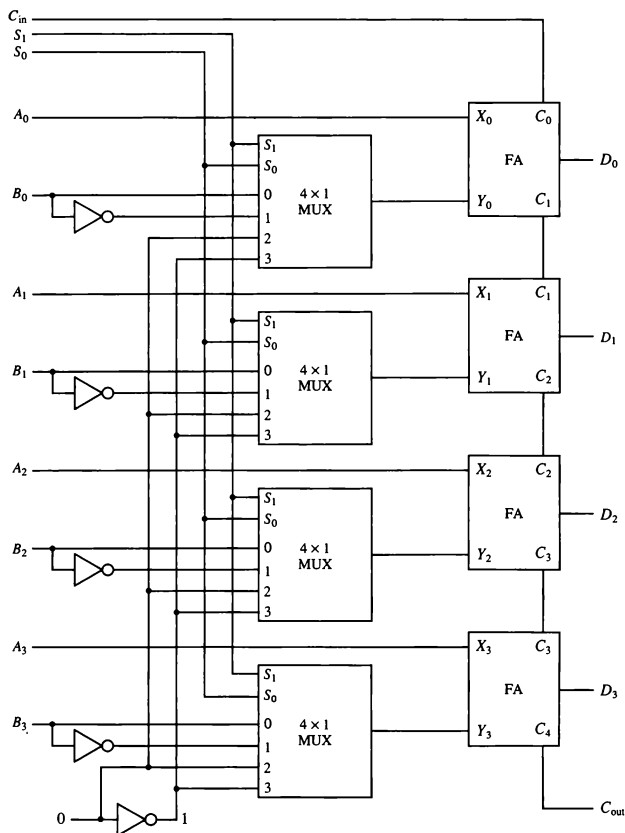 C_in
S_1
S_0
A_0
X_0 C_0
FA
D_0
S_1
S_0
B_0
0
4 × 1
MUX
1
Y_0 C_1
2
3
A_1
X_1 C_1
S_1
FA
D_1
S_0
B_1
0
4 × 1
MUX
1
Y_1 C_2
2
3
A_2
X_2 C_2
S_1
FA
D_2
S_0
B_2
0
4 × 1
MUX
1
Y_2 C_3
2
3
A_3
X_3 C_3
S_1
FA
D_3
S_0
B_3
0
4 × 1
MUX
1
Y_3 C_4
2
3
0
1
C_out